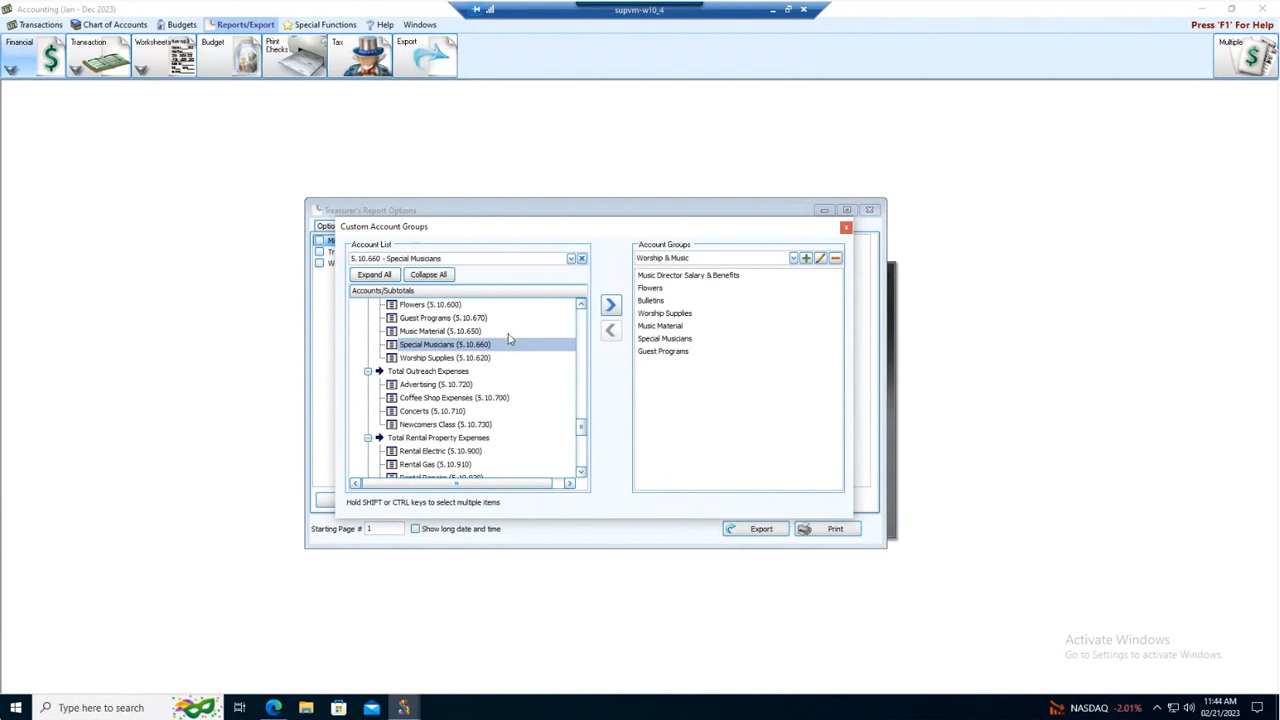 Accounting (Jan - Dec 2023)
supvm-w10_4
Transactions Chart of Accounts Budgets Reports/Export Special Functions Help Windows
Press 'F1' For Help
Financial Transaction Worksheets Budget Print Checks Tax Export Multiple
Treasurer's Report Options
Custom Account Groups
Account List
Account Groups
5.10.660 - Special Musicians
Worship & Music
Expand All Collapse All
Accounts/Subtotals
Flowers (5.10.600)
Guest Programs (5.10.670)
Music Material (5.10.650)
Special Musicians (5.10.660)
Worship Supplies (5.10.620)
Total Outreach Expenses
Advertising (5.10.720)
Coffee Shop Expenses (5.10.700)
Concerts (5.10.710)
Newcomers Class (5.10.730)
Total Rental Property Expenses
Rental Electric (5.10.900)
Rental Gas (5.10.910)
Music Director Salary & Benefits
Flowers
Bulletins
Worship Supplies
Music Material
Special Musicians
Guest Programs
Hold SHIFT or CTRL keys to select multiple items
Starting Page # 1 Show long date and time Export Print
Activate Windows
Go to Settings to activate Windows.
Type here to search
NASDAQ -2.01%
11:44 AM
02/21/2023